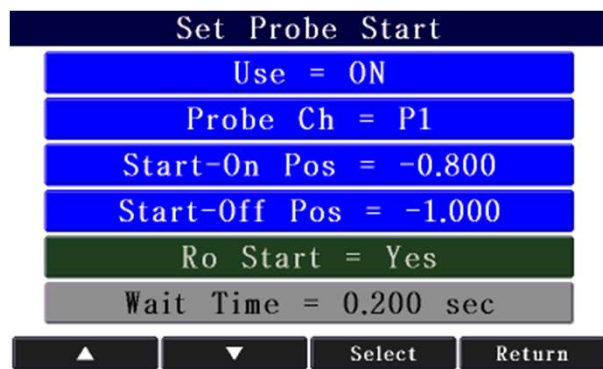 Set Probe Start
Use = ON
Probe Ch = P1
Start-On Pos = -0.800
Start-Off Pos = -1.000
Ro Start = Yes
Wait Time = 0.200 sec
▲ ▼ Select Return